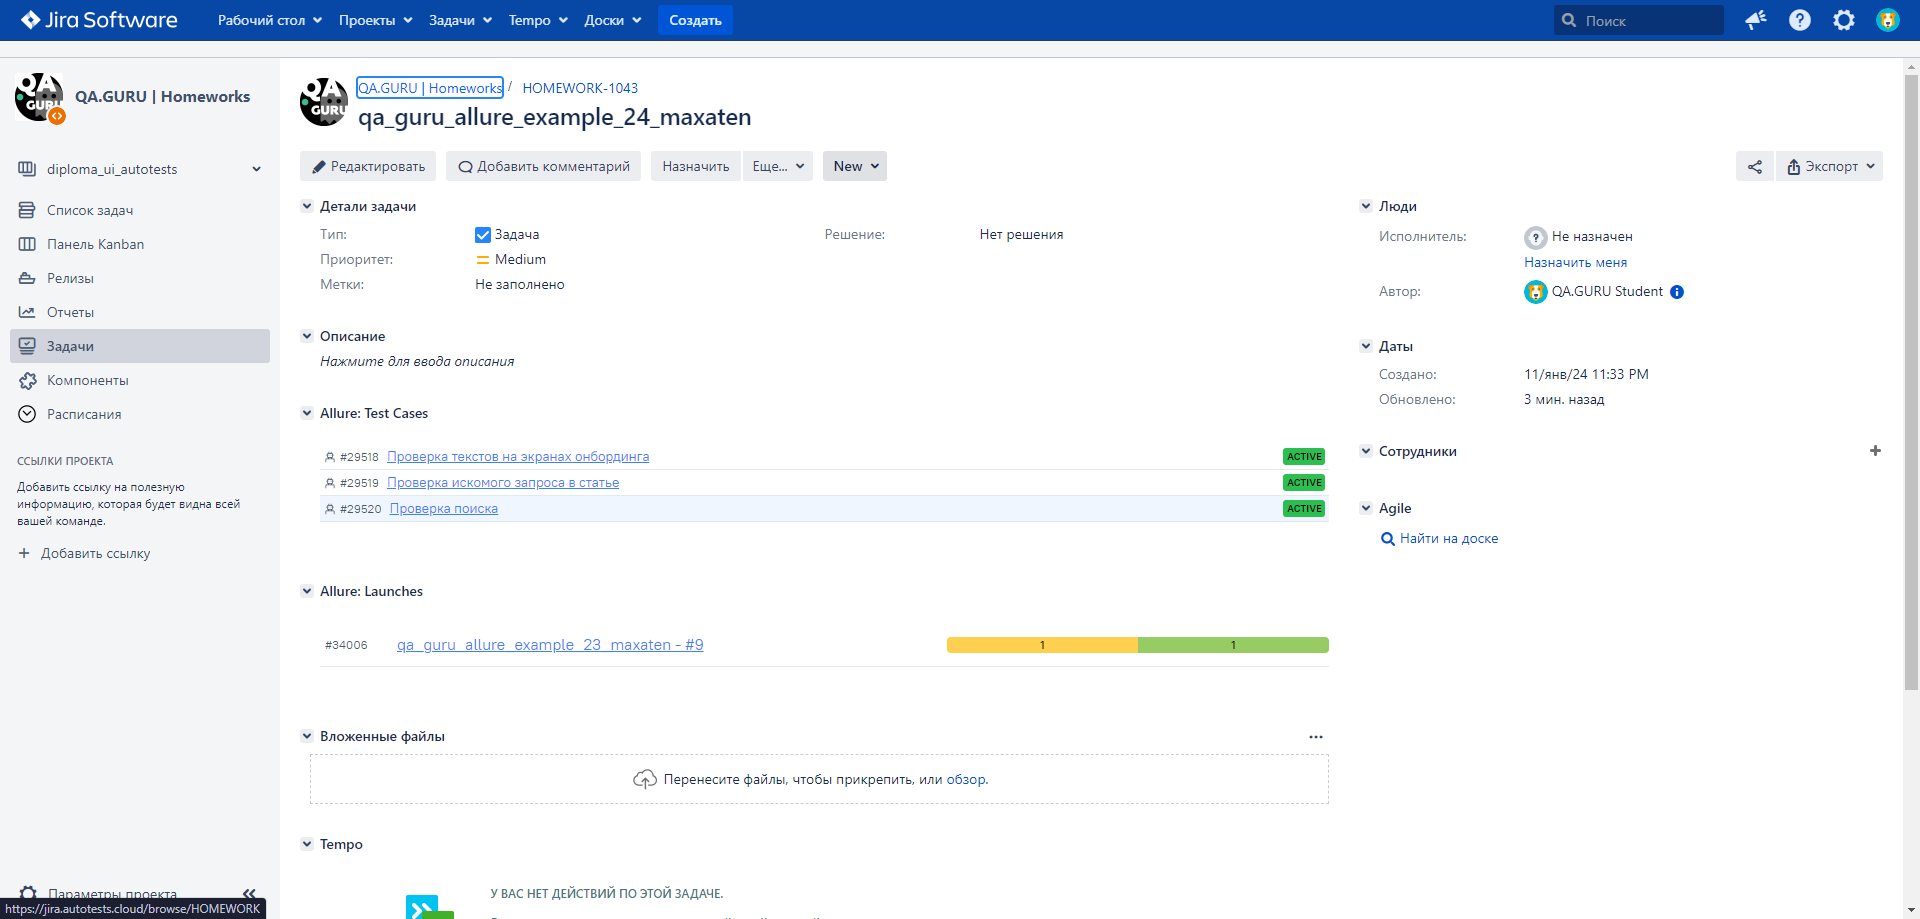 Jira Software
Рабочий стол
Проекты
Задачи
Tempo
Доски
Создать
Поиск
QA GURU
QA.GURU | Homeworks
diploma_ui_autotests
Список задач
Панель Kanban
Релизы
Отчеты
Задачи
Компоненты
Расписания
ССЫЛКИ ПРОЕКТА
Добавить ссылку на полезную
информацию, которая будет видна всей
вашей команде.
+ Добавить ссылку
Параметры проекта
https://jira.autotests.cloud/browse/HOMEWORK
QA GURU
QA.GURU | Homeworks / HOMEWORK-1043
qa_guru_allure_example_24_maxaten
Редактировать
Добавить комментарий
Назначить
Еще...
New
Экспорт
Детали задачи
Тип: Задача
Приоритет: Medium
Метки: Не заполнено
Решение: Нет решения
Описание
Нажмите для ввода описания
Allure: Test Cases
#29518 Проверка текстов на экранах онбординга ACTIVE
#29519 Проверка искомого запроса в статье ACTIVE
#29520 Проверка поиска ACTIVE
Allure: Launches
#34006 qa_guru_allure_example_23_maxaten - #9 1 1
Вложенные файлы
Перенесите файлы, чтобы прикрепить, или обзор.
Tempo
У ВАС НЕТ ДЕЙСТВИЙ ПО ЭТОЙ ЗАДАЧЕ.
Люди
Исполнитель: Не назначен
Назначить меня
Автор: QA.GURU Student
Даты
Создано: 11/янв/24 11:33 PM
Обновлено: 3 мин. назад
Сотрудники
Agile
Найти на доске